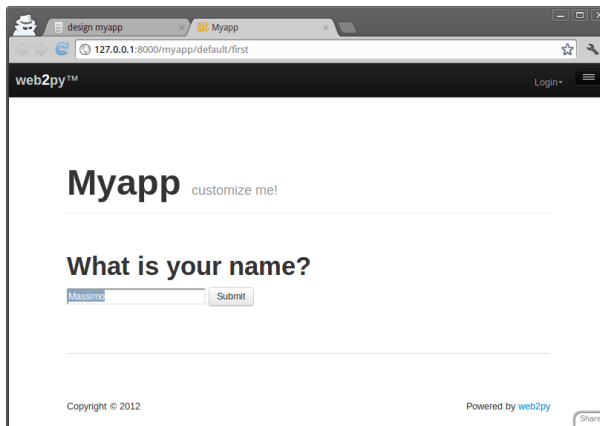 design myapp
Myapp
127.0.0.1:8000/myapp/default/first
web2py™
Login
Myapp customize me!
What is your name?
Massimo
Submit
Copyright © 2012
Powered by web2py
Share